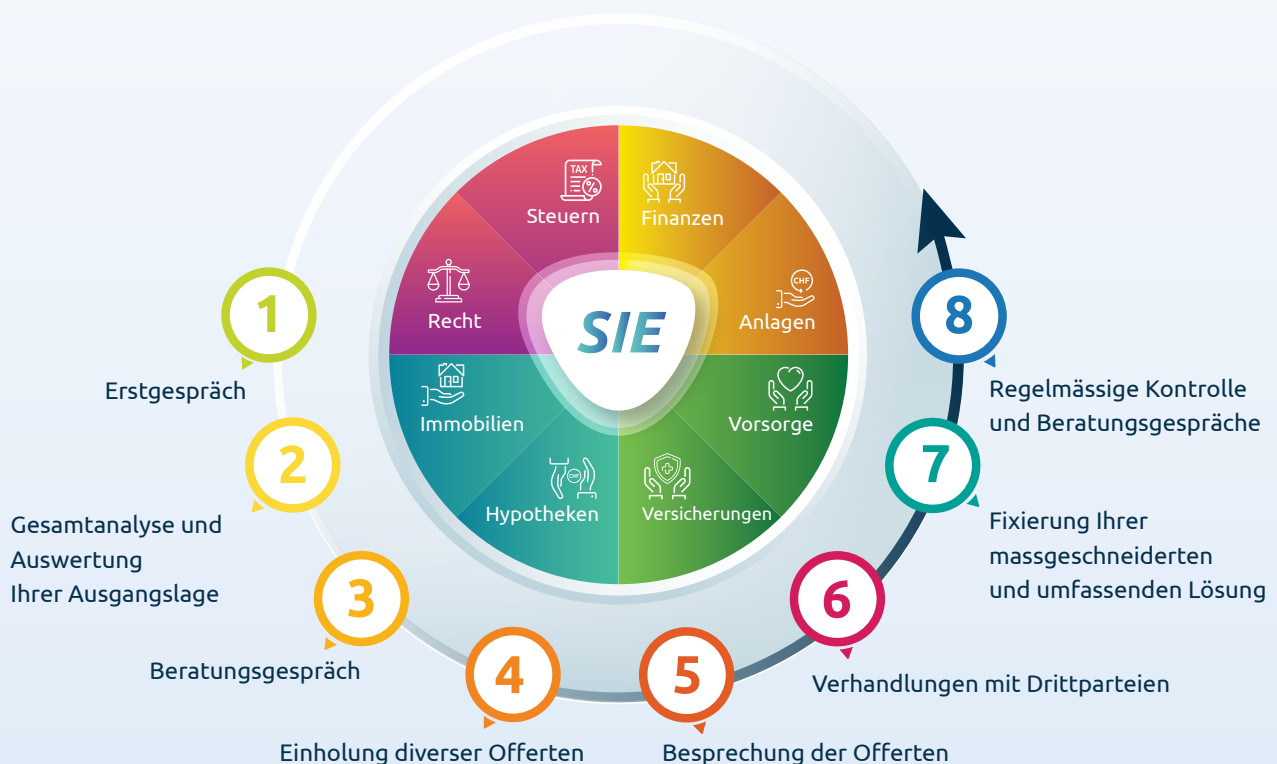 TAX
%
Steuern
Finanzen
Recht
CHF
Anlagen
SIE
Immobilien
Vorsorge
CHF
Hypotheken
Versicherungen
1
Erstgespräch
2
Gesamtanalyse und
Auswertung
Ihrer Ausgangslage
3
Beratungsgespräch
4
Einholung diverser Offerten
5
Besprechung der Offerten
6
Verhandlungen mit Drittparteien
7
Fixierung Ihrer
massgeschneiderten
und umfassenden Lösung
8
Regelmässige Kontrolle
und Beratungsgespräche